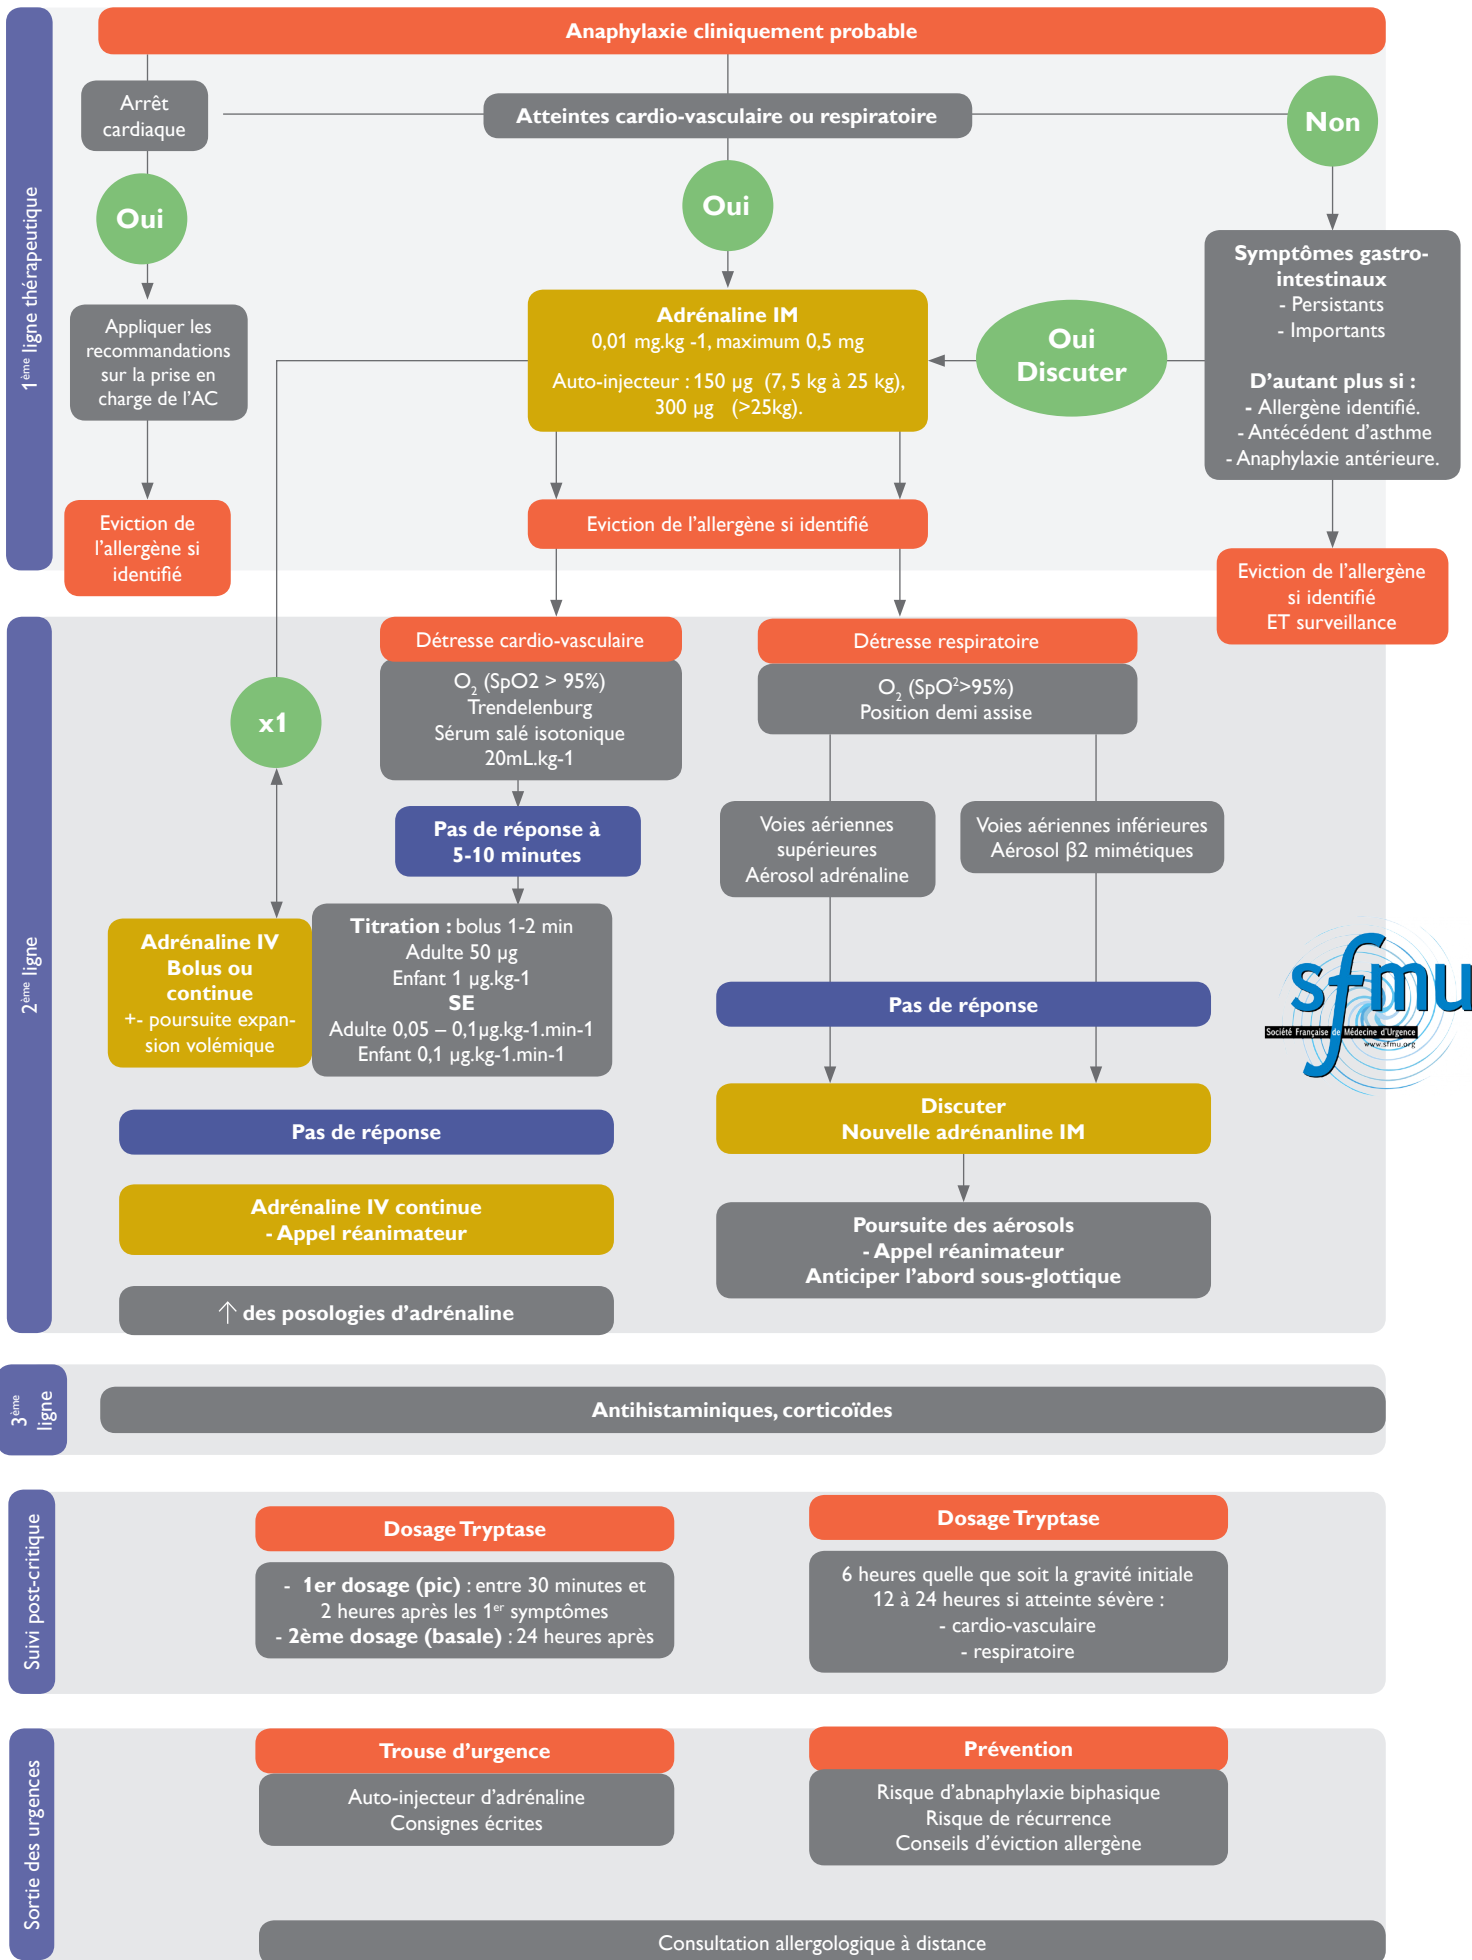 Anaphylaxie cliniquement probable
Arrêt
cardiaque
Atteintes cardio-vasculaire ou respiratoire
Non
1ème ligne thérapeutique
Oui
Oui
Symptômes gastro-
intestinaux
- Persistants
- Importants
D'autant plus si :
- Allergène identifié.
- Antécédent d'asthme
- Anaphylaxie antérieure.
Appliquer les
recommandations
sur la prise en
charge de l'AC
Adrénaline IM
0,01 mg.kg -1, maximum 0,5 mg
Auto-injecteur : 150 µg (7, 5 kg à 25 kg),
300 µg (>25kg).
Oui
Discuter
Eviction de
l'allergène si
identifié
Eviction de l'allergène si identifié
Eviction de l'allergène
si identifié
ET surveillance
2ème ligne
x1
Détresse cardio-vasculaire
O2 (SpO2 > 95%)
Trendelenburg
Sérum salé isotonique
20mL.kg-1
Pas de réponse à
5-10 minutes
Adrénaline IV
Bolus ou
continue
+- poursuite expan-
sion volémique
Titration : bolus 1-2 min
Adulte 50 µg
Enfant 1 µg.kg-1
SE
Adulte 0,05 – 0,1µg.kg-1.min-1
Enfant 0,1 µg.kg-1.min-1
Pas de réponse
Adrénaline IV continue
- Appel réanimateur
↑ des posologies d'adrénaline
Détresse respiratoire
O2 (SpO²>95%)
Position demi assise
Voies aériennes
supérieures
Aérosol adrénaline
Voies aériennes inférieures
Aérosol β2 mimétiques
Pas de réponse
Discuter
Nouvelle adrénanline IM
Poursuite des aérosols
- Appel réanimateur
Anticiper l'abord sous-glottique
sfmu
Société Française de Médecine d'Urgence
www.sfmu.org
3ème
ligne
Antihistaminiques, corticoïdes
Suivi post-critique
Dosage Tryptase
- 1er dosage (pic) : entre 30 minutes et
2 heures après les 1er symptômes
- 2ème dosage (basale) : 24 heures après
Dosage Tryptase
6 heures quelle que soit la gravité initiale
12 à 24 heures si atteinte sévère :
- cardio-vasculaire
- respiratoire
Sortie des urgences
Trouse d'urgence
Auto-injecteur d'adrénaline
Consignes écrites
Prévention
Risque d'abnaphylaxie biphasique
Risque de récurrence
Conseils d'éviction allergène
Consultation allergologique à distance